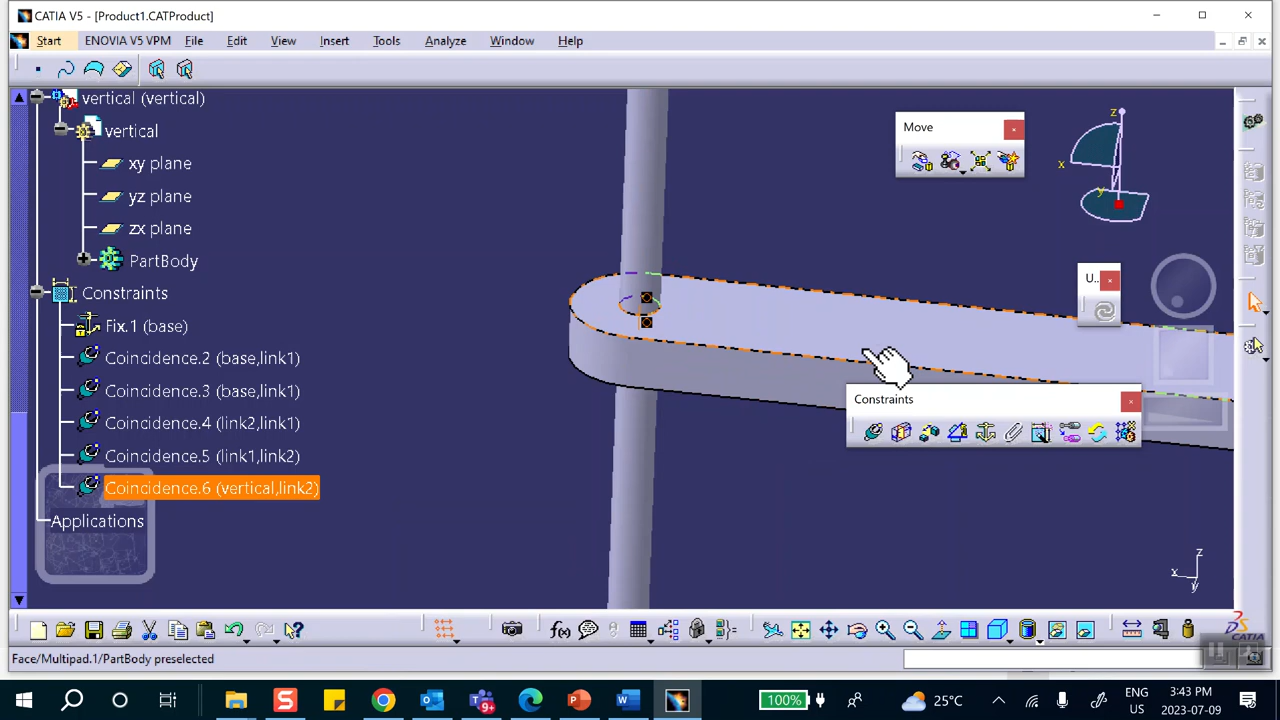 CATIA V5 - [Product1.CATProduct]
Start ENOVIA V5 VPM File Edit View Insert Tools Analyze Window Help
vertical (vertical)
vertical
xy plane
yz plane
zx plane
PartBody
Constraints
Fix.1 (base)
Coincidence.2 (base,link1)
Coincidence.3 (base,link1)
Coincidence.4 (link2,link1)
Coincidence.5 (link1,link2)
Coincidence.6 (vertical,link2)
Applications
Move
z
x
y
U..
Constraints
z
x
y
f(x)
CATIA
Face/Multipad.1/PartBody preselected
9+
100%
25°C
ENG
US
3:43 PM
2023-07-09